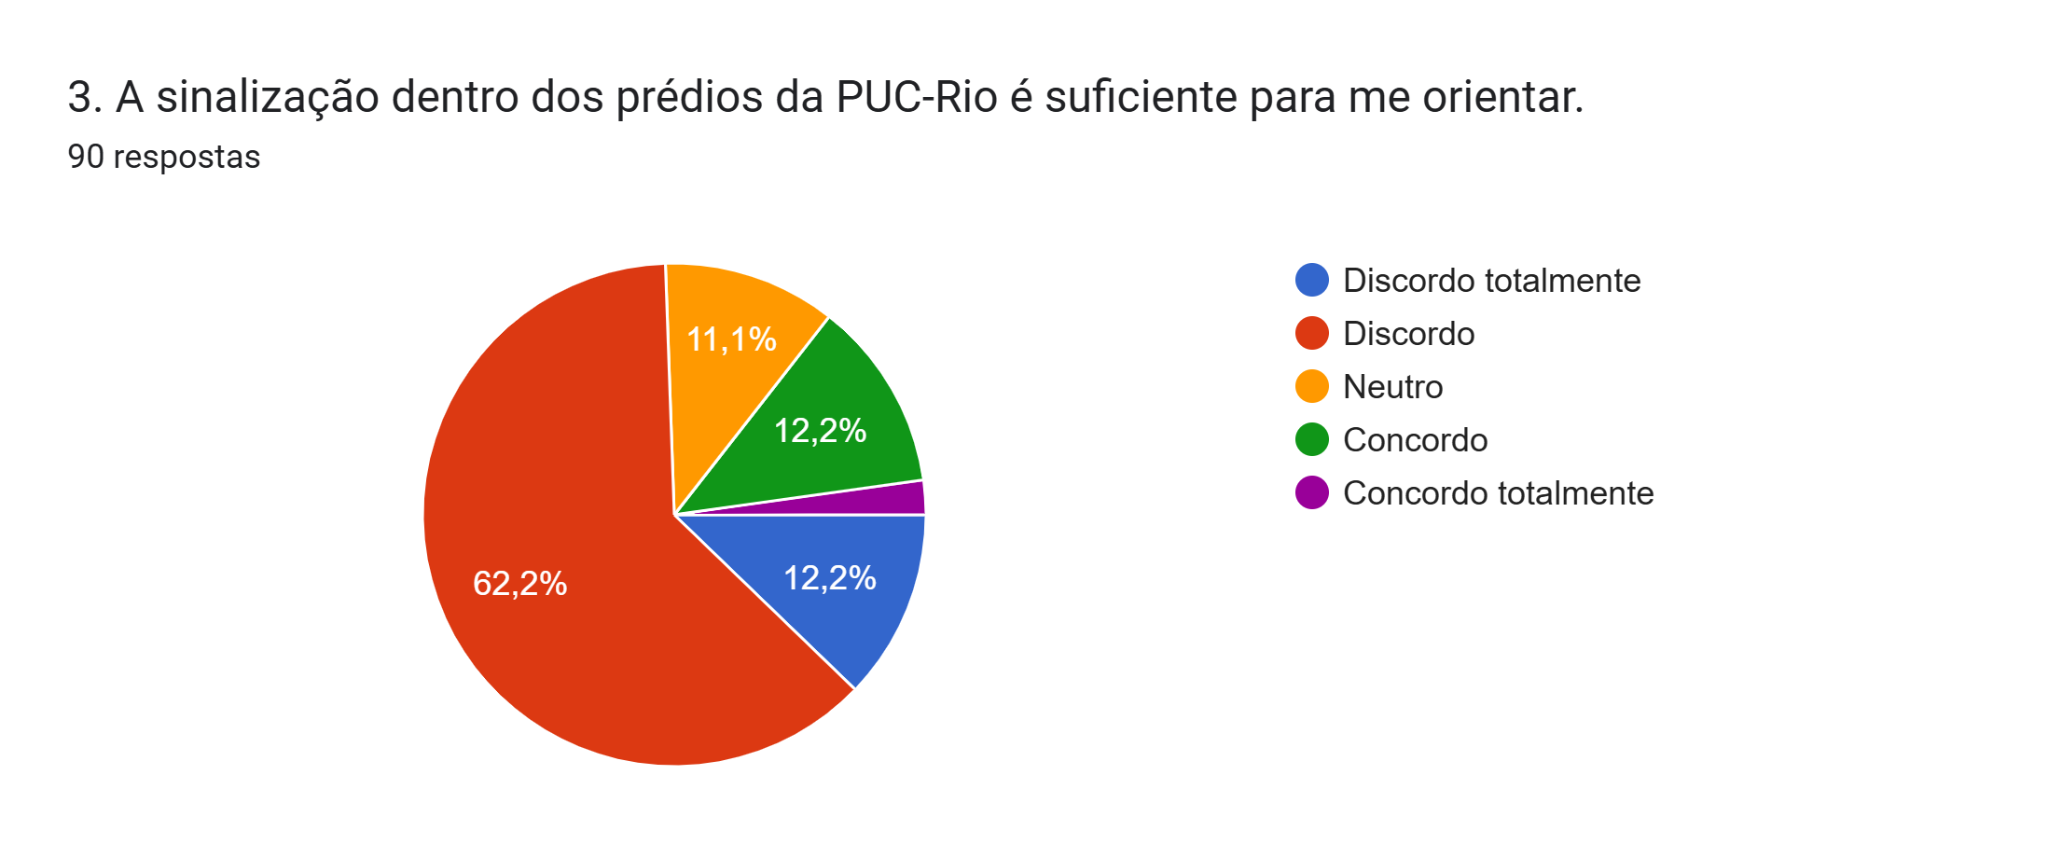 3. A sinalização dentro dos prédios da PUC-Rio é suficiente para me orientar.
90 respostas
11,1%
12,2%
62,2%
12,2%
Discordo totalmente
Discordo
Neutro
Concordo
Concordo totalmente